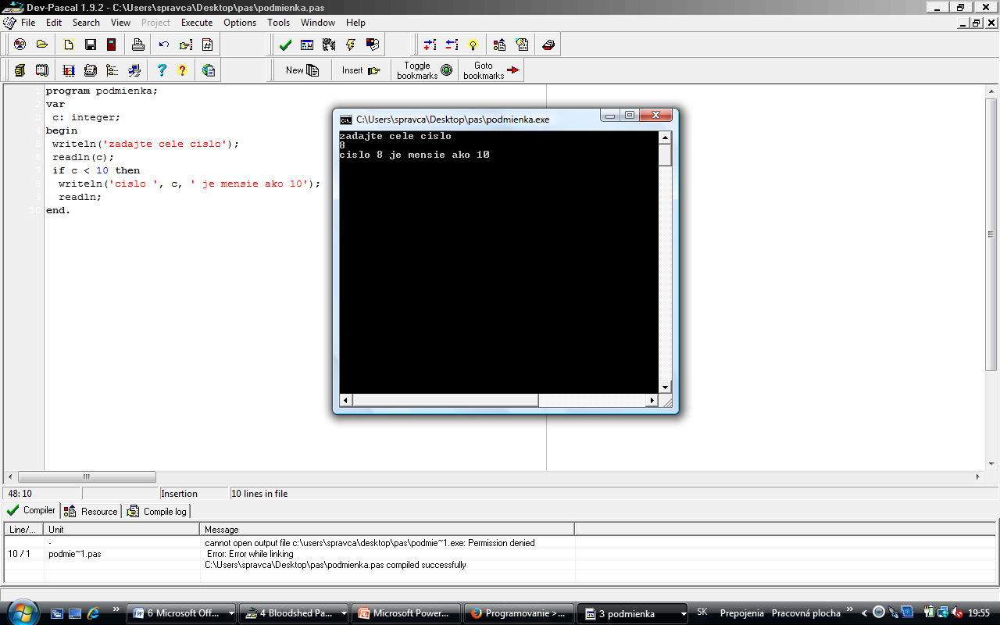 Dev-Pascal 1.9.2 - C:\Users\spravca\Desktop\pas\podmienka.pas
File Edit Search View Project Execute Options Tools Window Help
New Insert Toggle bookmarks Goto bookmarks
1 program podmienka;
2 var
3 c: integer;
4 begin
5 writeln('zadajte cele cislo');
6 readln(c);
7 if c < 10 then
8 writeln('cislo ', c, ' je mensie ako 10');
9 readln;
10 end.
C:\Users\spravca\Desktop\pas\podmienka.exe
zadajte cele cislo
8
cislo 8 je mensie ako 10
48: 10 Insertion 10 lines in file
Compiler Resource Compile log
Line/... Unit Message
- cannot open output file c:\users\spravca\desktop\pas\podmie~1.exe: Permission denied
10 / 1 podmie~1.pas Error: Error while linking
C:\Users\spravca\Desktop\pas\podmienka.pas compiled successfully
6 Microsoft Off... 4 Bloodshed Pa... Microsoft Power... Programovanie >... 3 podmienka SK Prepojenia Pracovná plocha 19:55